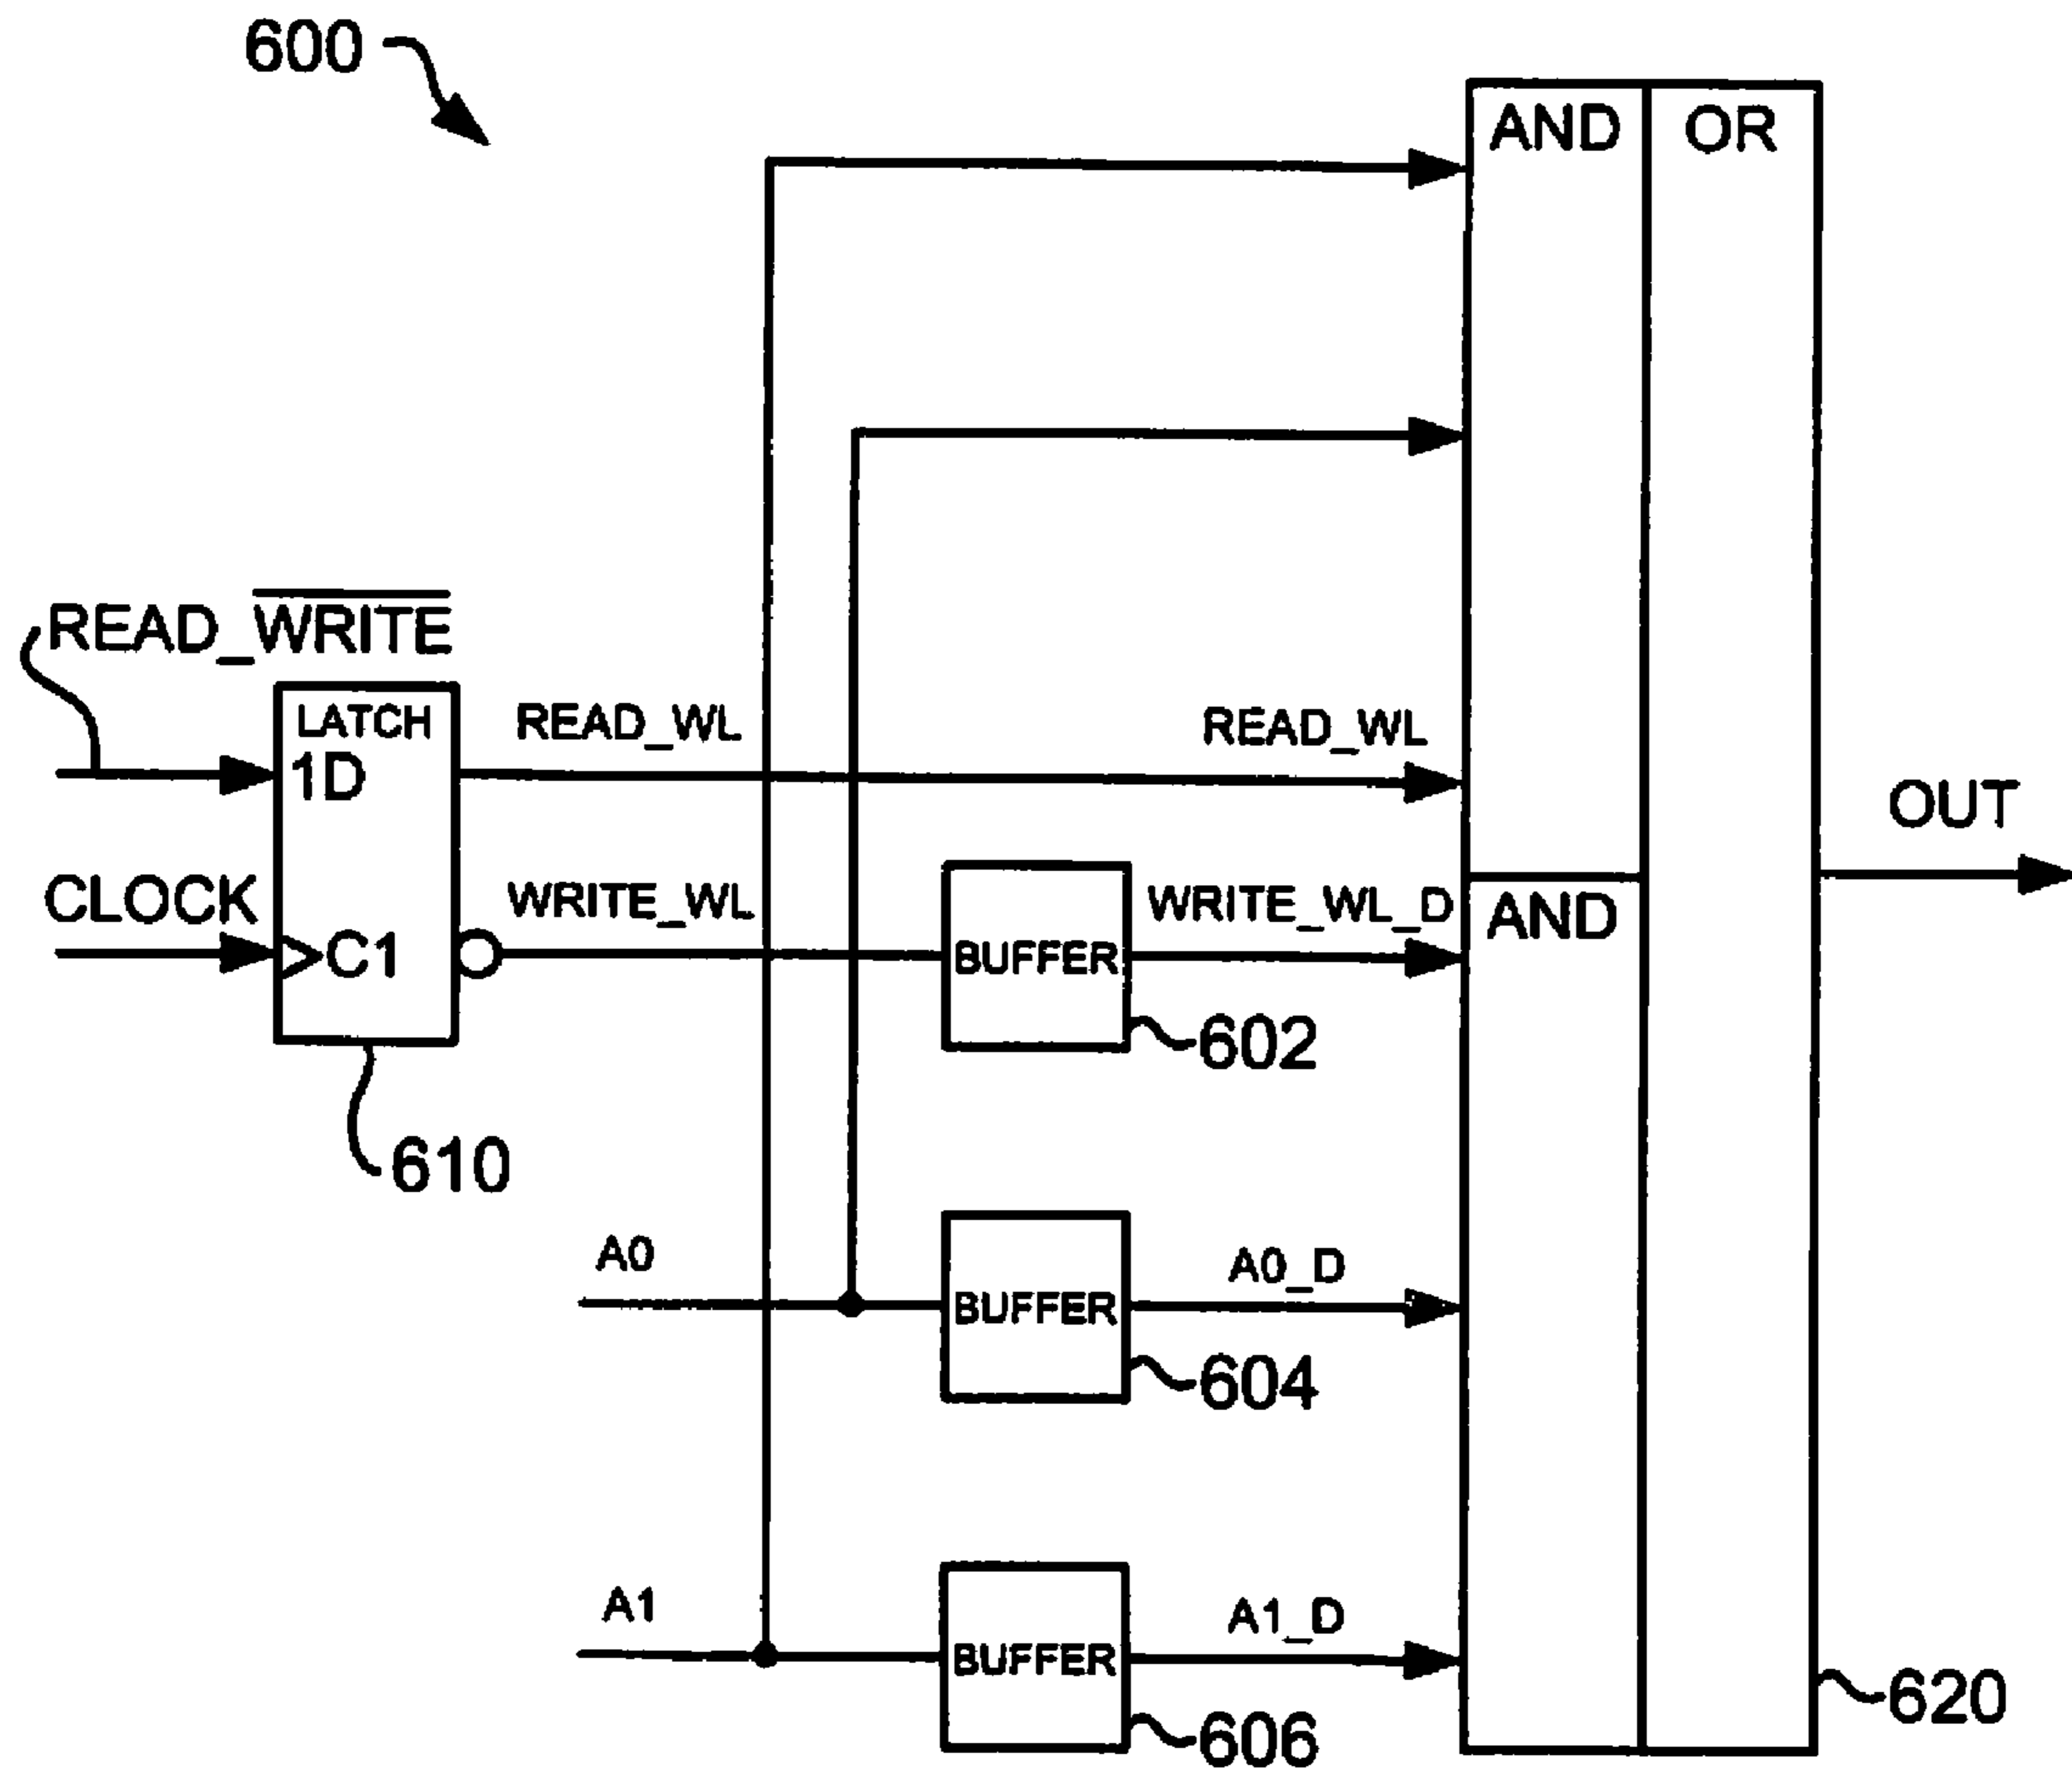 600
AND
OR
READ_WRITE
LATCH
1D
READ_WL
READ_WL
OUT
CLOCK
C1
WRITE_WL
BUFFER
WRITE_WL_D
AND
602
610
A0
BUFFER
A0_D
604
A1
BUFFER
A1_D
606
620